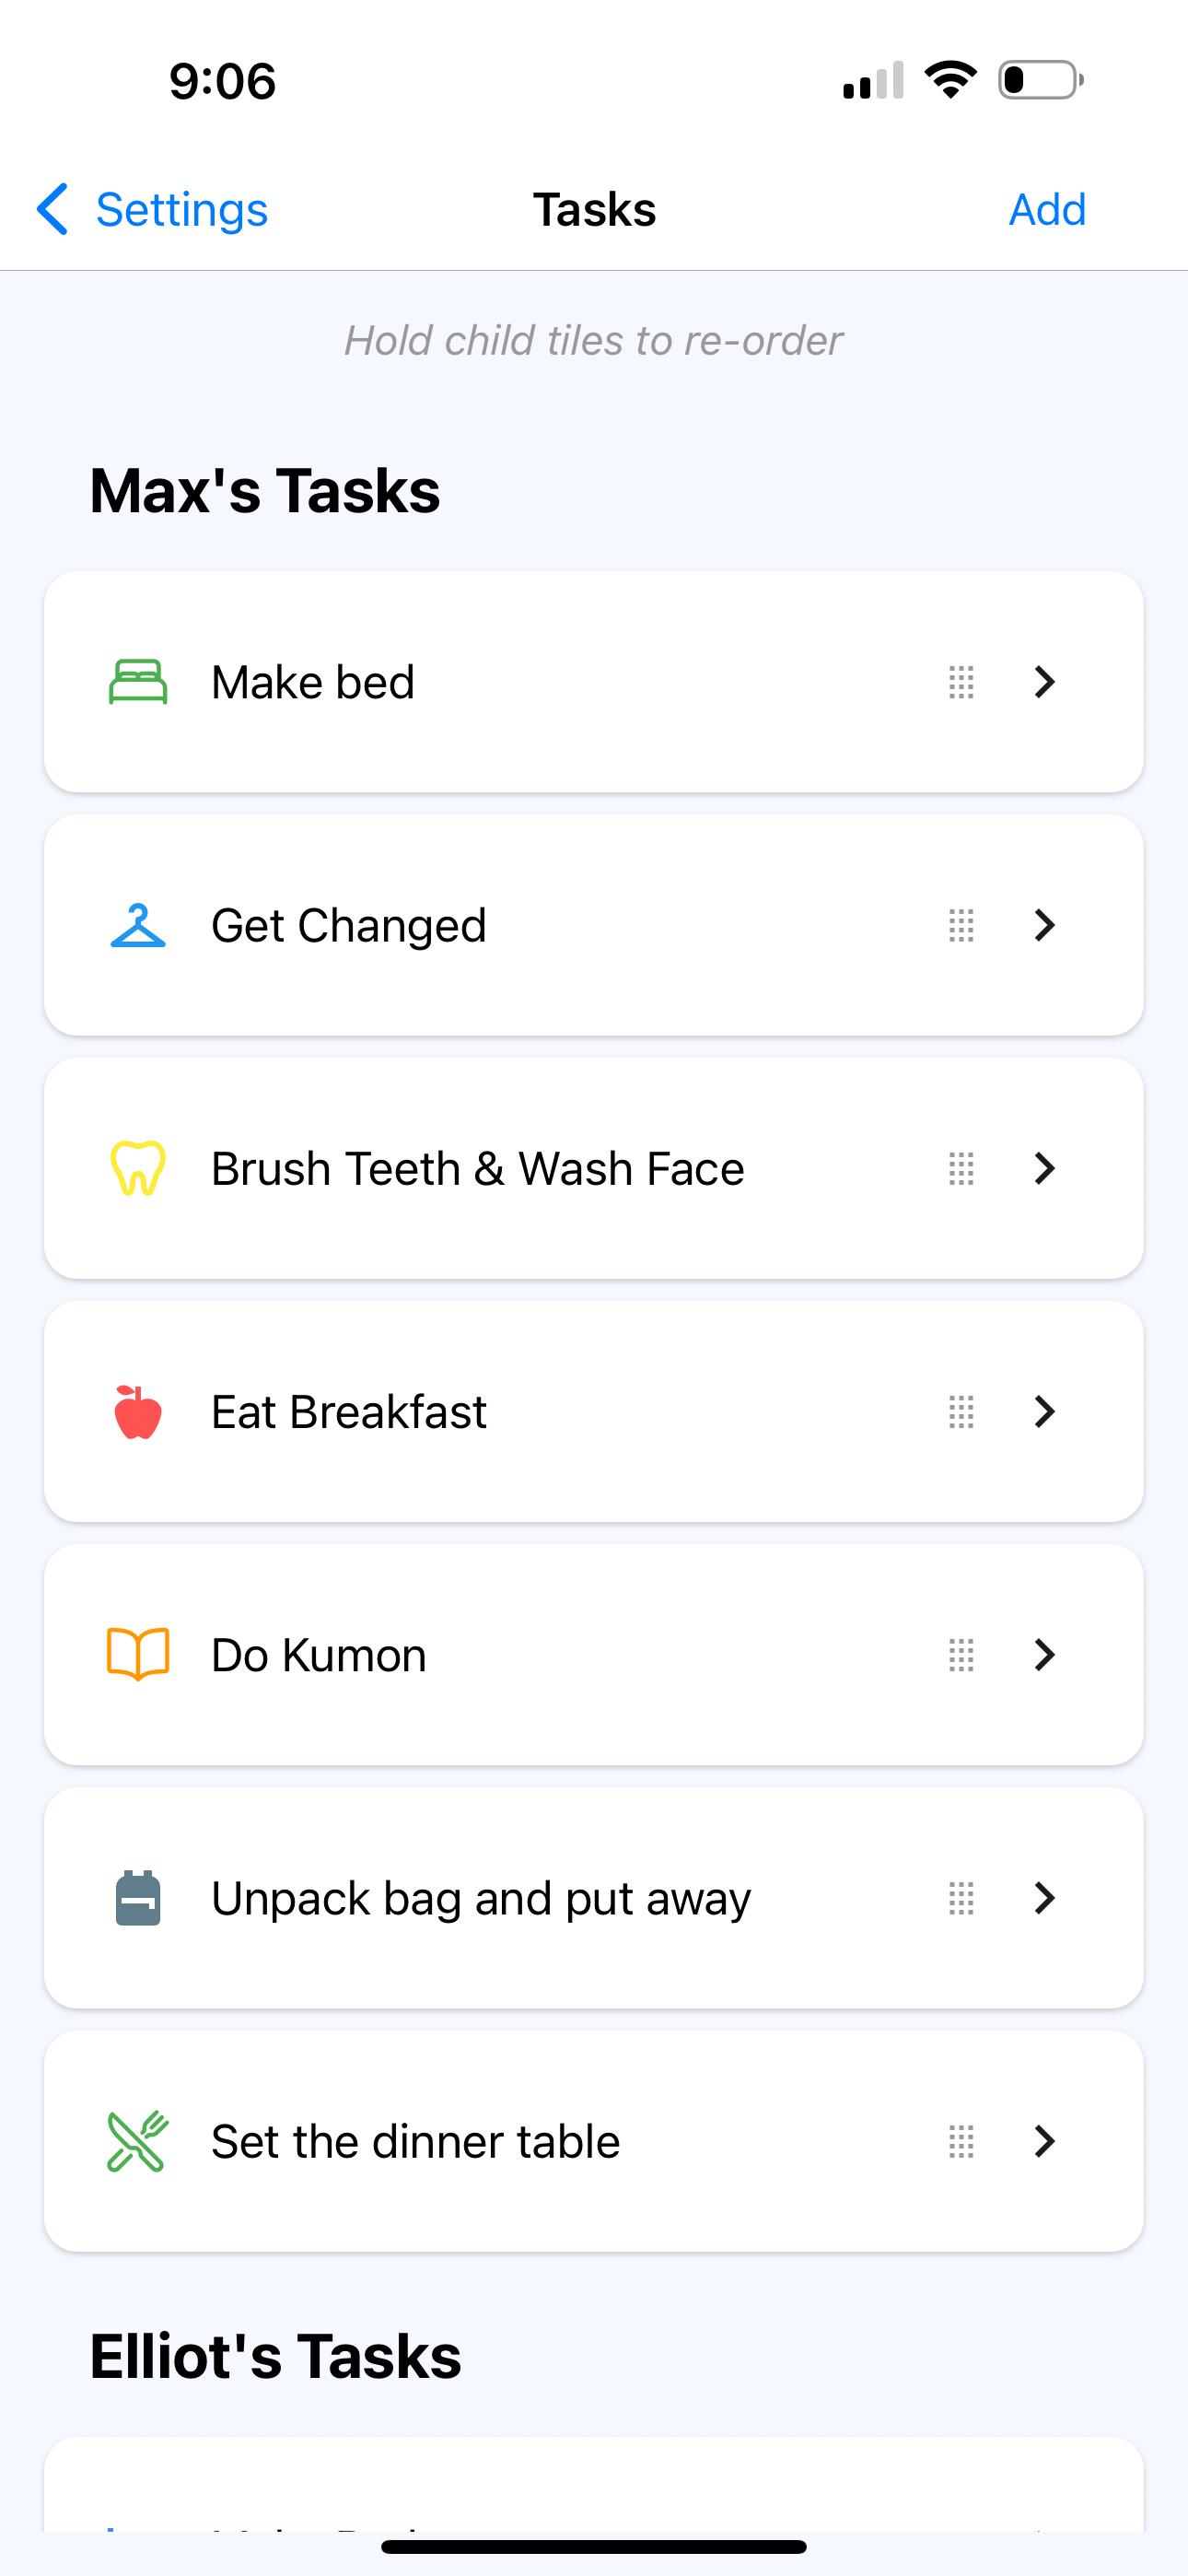 9:06
Settings
Tasks
Add
Hold child tiles to re-order
Max's Tasks
Make bed
Get Changed
Brush Teeth & Wash Face
Eat Breakfast
Do Kumon
Unpack bag and put away
Set the dinner table
Elliot's Tasks